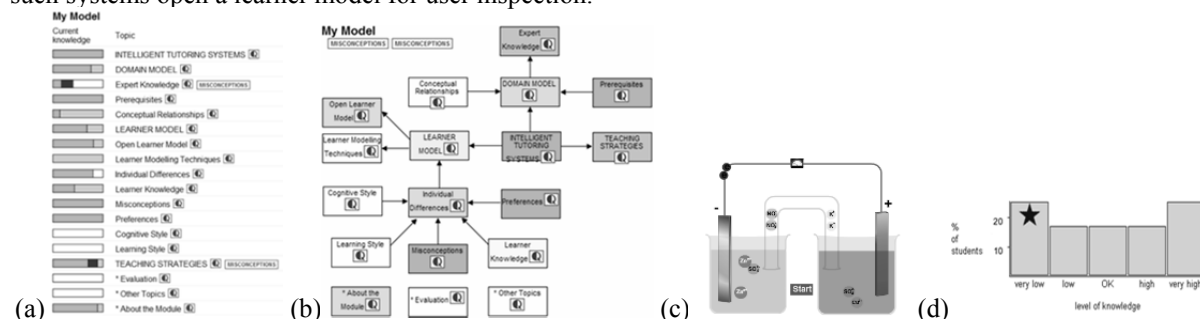 such systems open a learner model for user inspection.
(a)
My Model
Current knowledge
Topic
INTELLIGENT TUTORING SYSTEMS
DOMAIN MODEL
Expert Knowledge MISCONCEPTIONS
Prerequisites
Conceptual Relationships
LEARNER MODEL
Open Learner Model
Learner Modelling Techniques
Individual Differences
Learner Knowledge
Misconceptions
Preferences
Cognitive Style
Learning Style
TEACHING STRATEGIES MISCONCEPTIONS
* Evaluation
* Other Topics
* About the Module
(b)
My Model
MISCONCEPTIONS MISCONCEPTIONS
Expert
Knowledge
Conceptual
Relationships
DOMAIN MODEL
Prerequisites
Open Learner
Model
Learner Modelling
Techniques
LEARNER
MODEL
INTELLIGENT
TUTORING
SYSTEMS
TEACHING
STRATEGIES
Cognitive Style
Individual
Differences
Preferences
Learning Style
Misconceptions
Learner
Knowledge
* About the
Module
* Evaluation
* Other Topics
(c)
-
+
K⁺
K⁺
Start
(d)
%
of
students
20
10
very low
low
OK
high
very high
level of knowledge